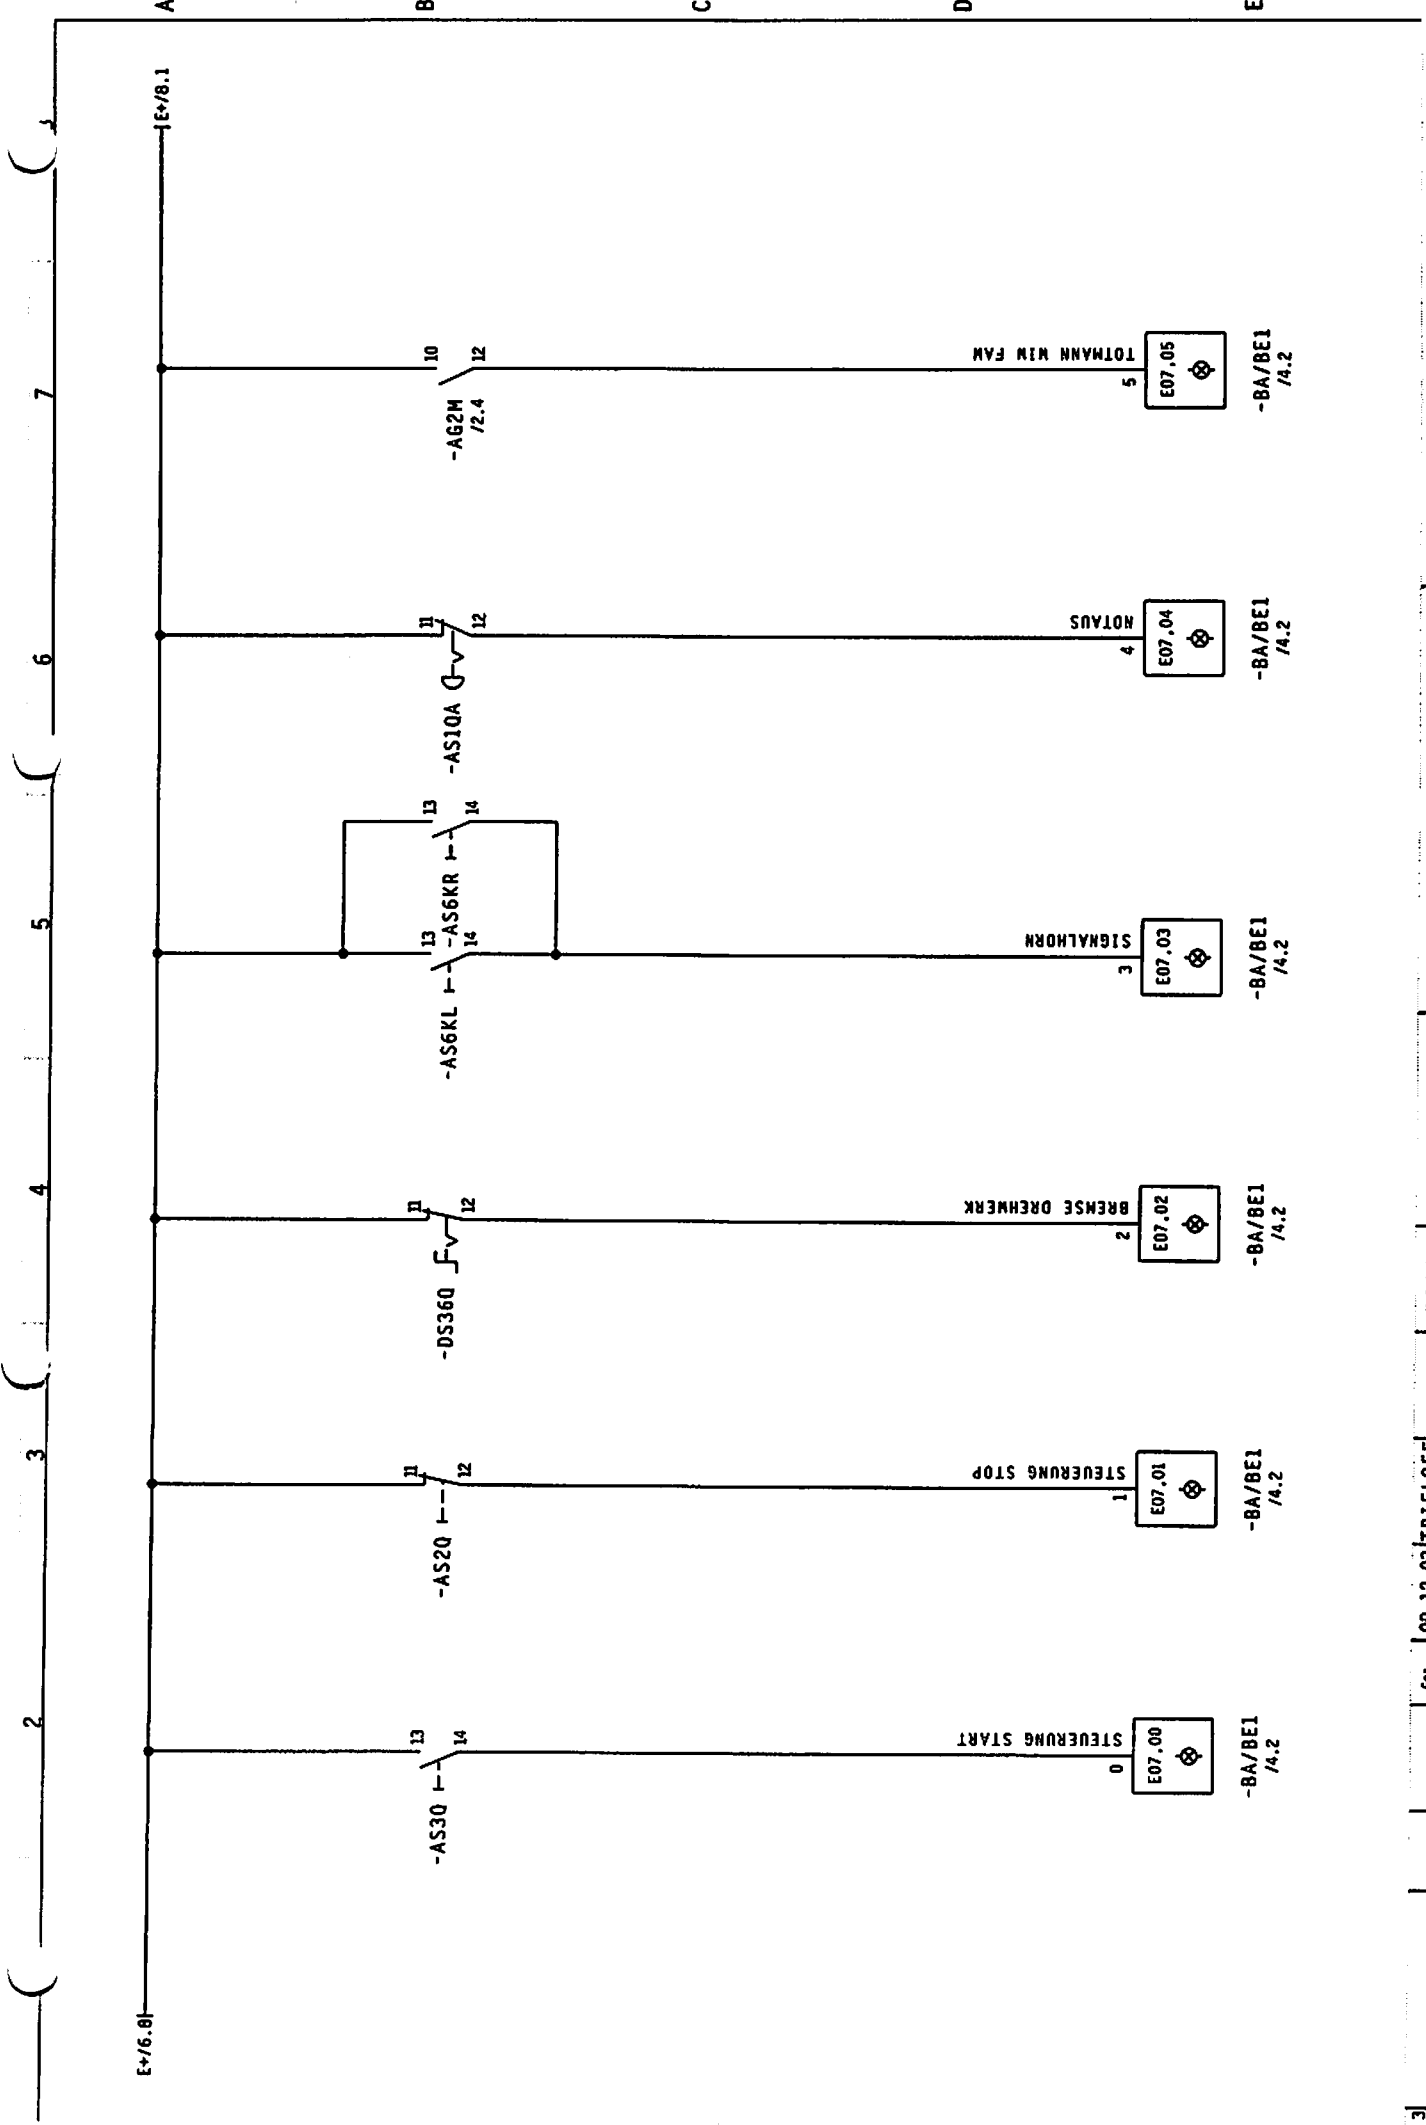 2
3
4
5
6
7
A
B
C
D
E
E+/6.8
E+/8.1
-AS3Q
13
14
STEUERUNG START
0
E07.00
-BA/BE1
/4.2
-AS2Q
11
12
STEUERUNG STOP
1
E07.01
-BA/BE1
/4.2
-DS36Q
11
12
BREMSE DREHWERK
2
E07.02
-BA/BE1
/4.2
-AS6KL
13
14
-AS6KR
13
14
SIGNALHORN
3
E07.03
-BA/BE1
/4.2
-AS1QA
11
12
NOTAUS
4
E07.04
-BA/BE1
/4.2
-AG2M
/2.4
10
12
TOTMANN WIW FAW
5
E07.05
-BA/BE1
/4.2
3